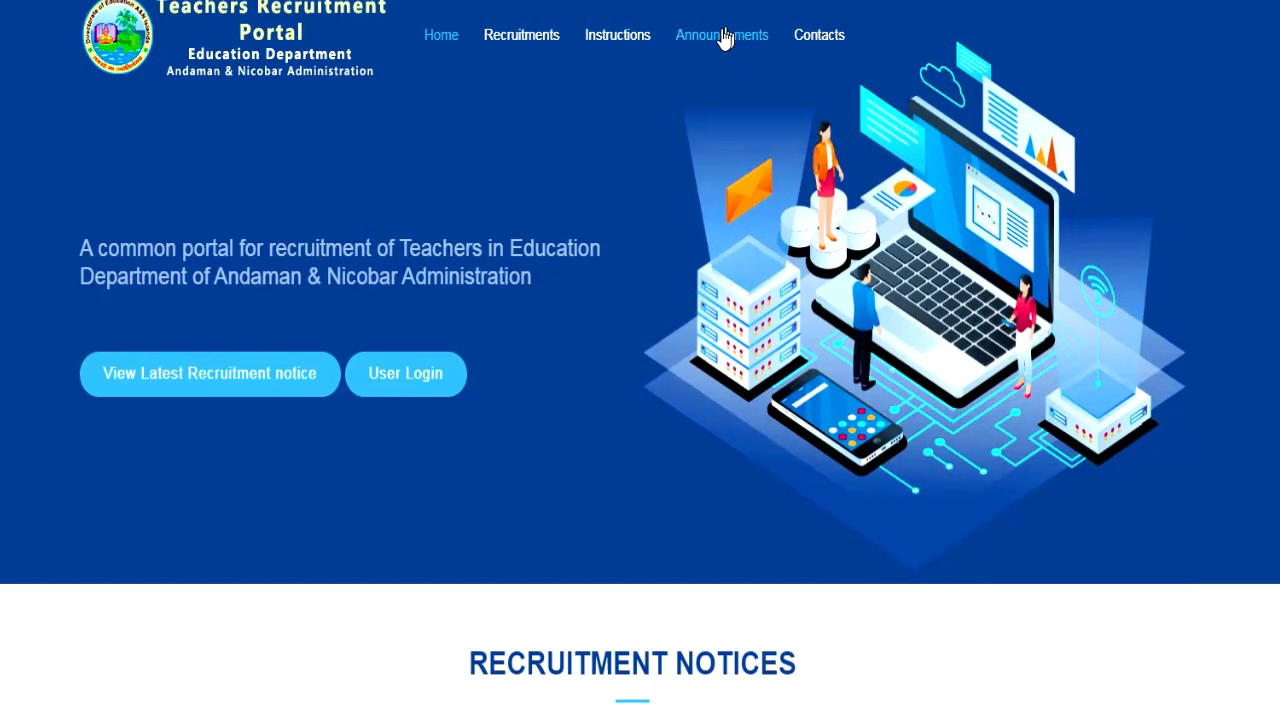 Teachers Recruitment
Portal
Education Department
Andaman & Nicobar Administration
Home
Recruitments
Instructions
Announcements
Contacts
A common portal for recruitment of Teachers in Education
Department of Andaman & Nicobar Administration
View Latest Recruitment notice
User Login
RECRUITMENT NOTICES